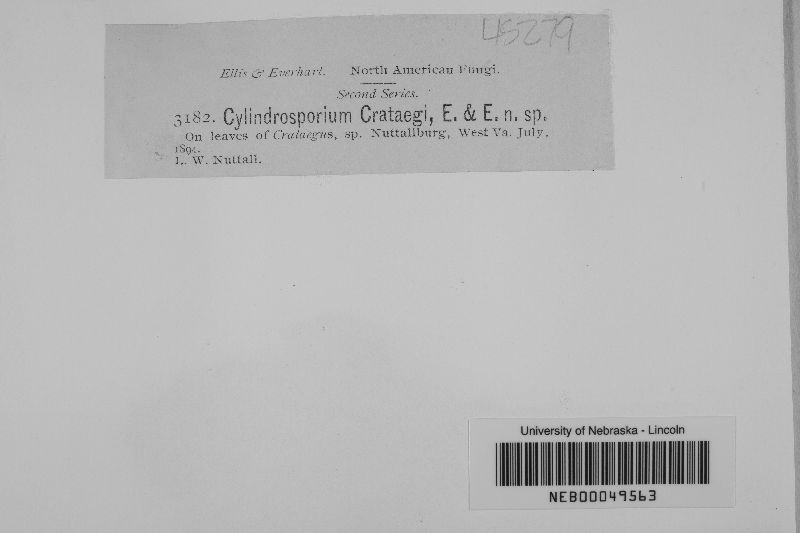 45279
Ellis & Everhart. North American Fungi.
Second Series.
3182. Cylindrosporium Crataegi, E. & E. n. sp.
On leaves of Crataegus, sp. Nuttallburg, West Va. July,
1894.
L. W. Nuttall.
University of Nebraska - Lincoln
NEB00049563